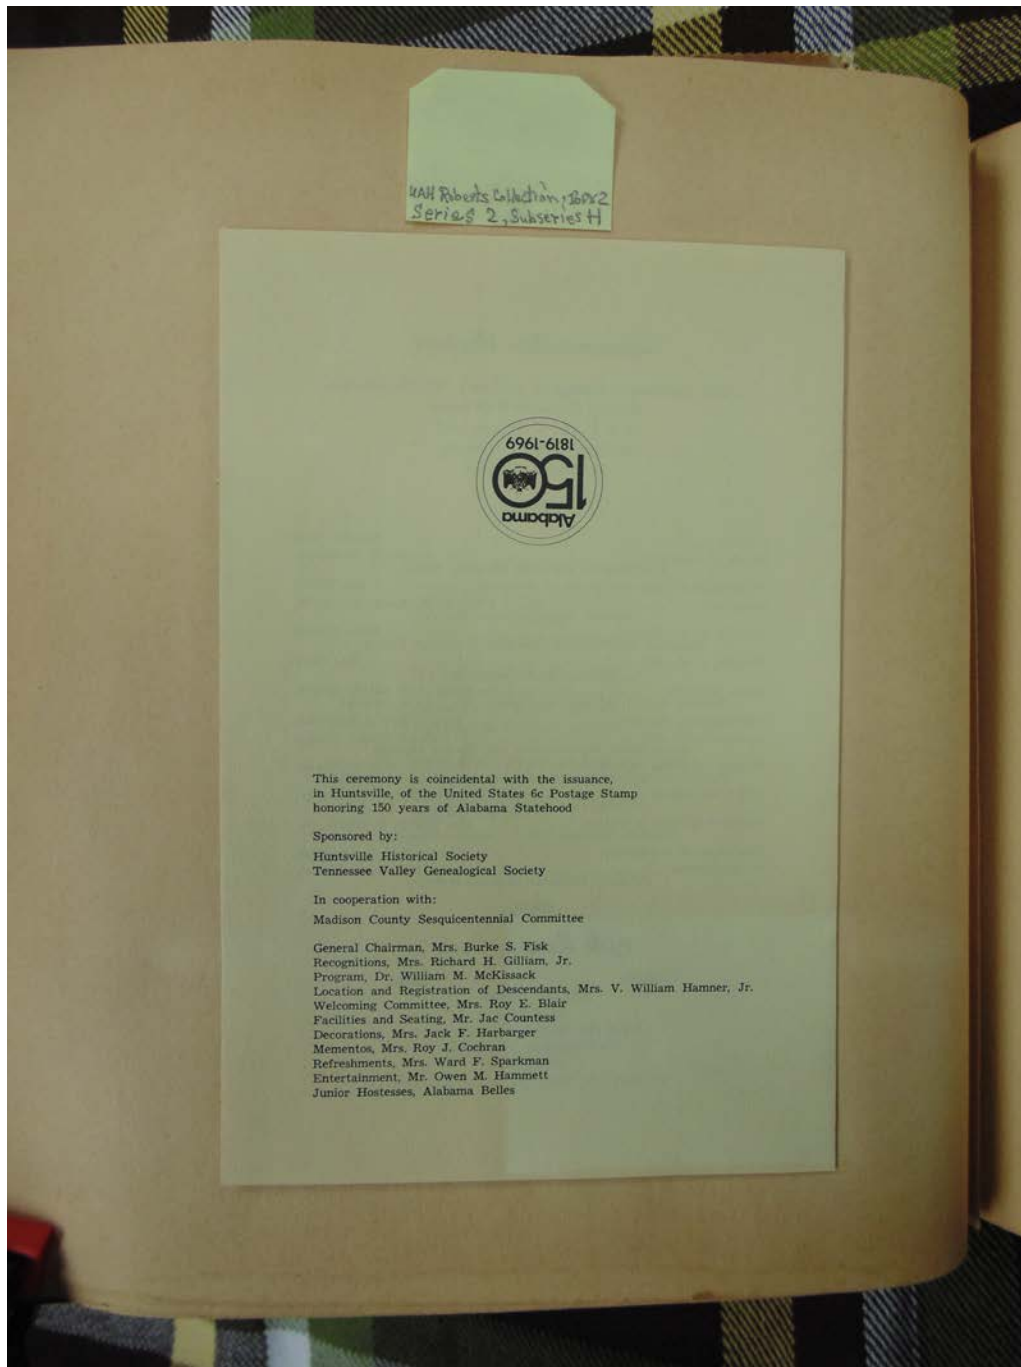 UAH Roberts Collection, Box 2
Series 2, Subseries H
Alabama
150
1819-1969
This ceremony is coincidental with the issuance,
in Huntsville, of the United States 6c Postage Stamp
honoring 150 years of Alabama Statehood
Sponsored by:
Huntsville Historical Society
Tennessee Valley Genealogical Society
In cooperation with:
Madison County Sesquicentennial Committee
General Chairman, Mrs. Burke S. Fisk
Recognitions, Mrs. Richard H. Gilliam, Jr.
Program, Dr. William M. McKissack
Location and Registration of Descendants, Mrs. V. William Hamner, Jr.
Welcoming Committee, Mrs. Roy E. Blair
Facilities and Seating, Mr. Jac Countess
Decorations, Mrs. Jack F. Harbarger
Mementos, Mrs. Roy J. Cochran
Refreshments, Mrs. Ward F. Sparkman
Entertainment, Mr. Owen M. Hammett
Junior Hostesses, Alabama Belles